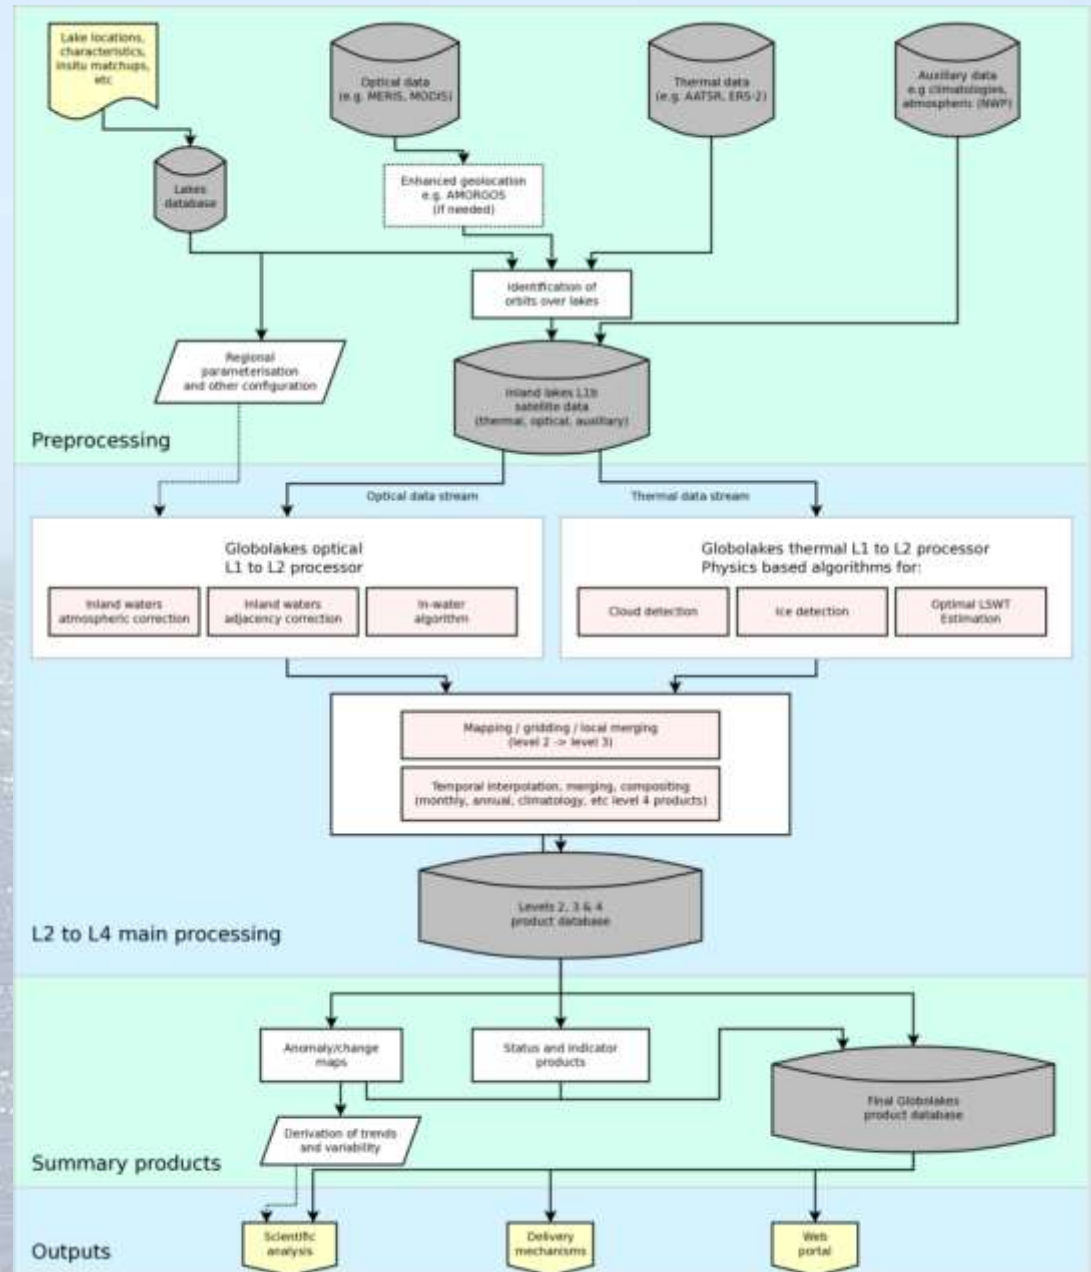 Lake locations,
characteristics,
insitu matchups,
etc
Optical data
(e.g. MERIS, MODIS)
Thermal data
(e.g. AATSR, ERS-2)
Auxillary data
e.g climatologies,
atmospheric (NWP)
Lakes
database
Enhanced geolocation
e.g. AMORGOS
(if needed)
Identification of
orbits over lakes
Regional
parameterisation
and other configuration
Inland lakes L1b
satellite data
(thermal, optical, auxillary)
Preprocessing
Optical data stream
Thermal data stream
Globolakes optical
L1 to L2 processor
Inland waters
atmospheric correction
Inland waters
adjacency correction
In-water
algorithm
Globolakes thermal L1 to L2 processor
Physics based algorithms for:
Cloud detection
Ice detection
Optimal LSWT
Estimation
Mapping / gridding / local merging
(level 2 -> level 3)
Temporal interpolation, merging, compositing
(monthly, annual, climatology, etc level 4 products)
Levels 2, 3 & 4
product database
L2 to L4 main processing
Anomaly/change
maps
Status and indicator
products
Final Globolakes
product database
Derivation of trends
and variability
Summary products
Scientific
analysis
Delivery
mechanisms
Web
portal
Outputs